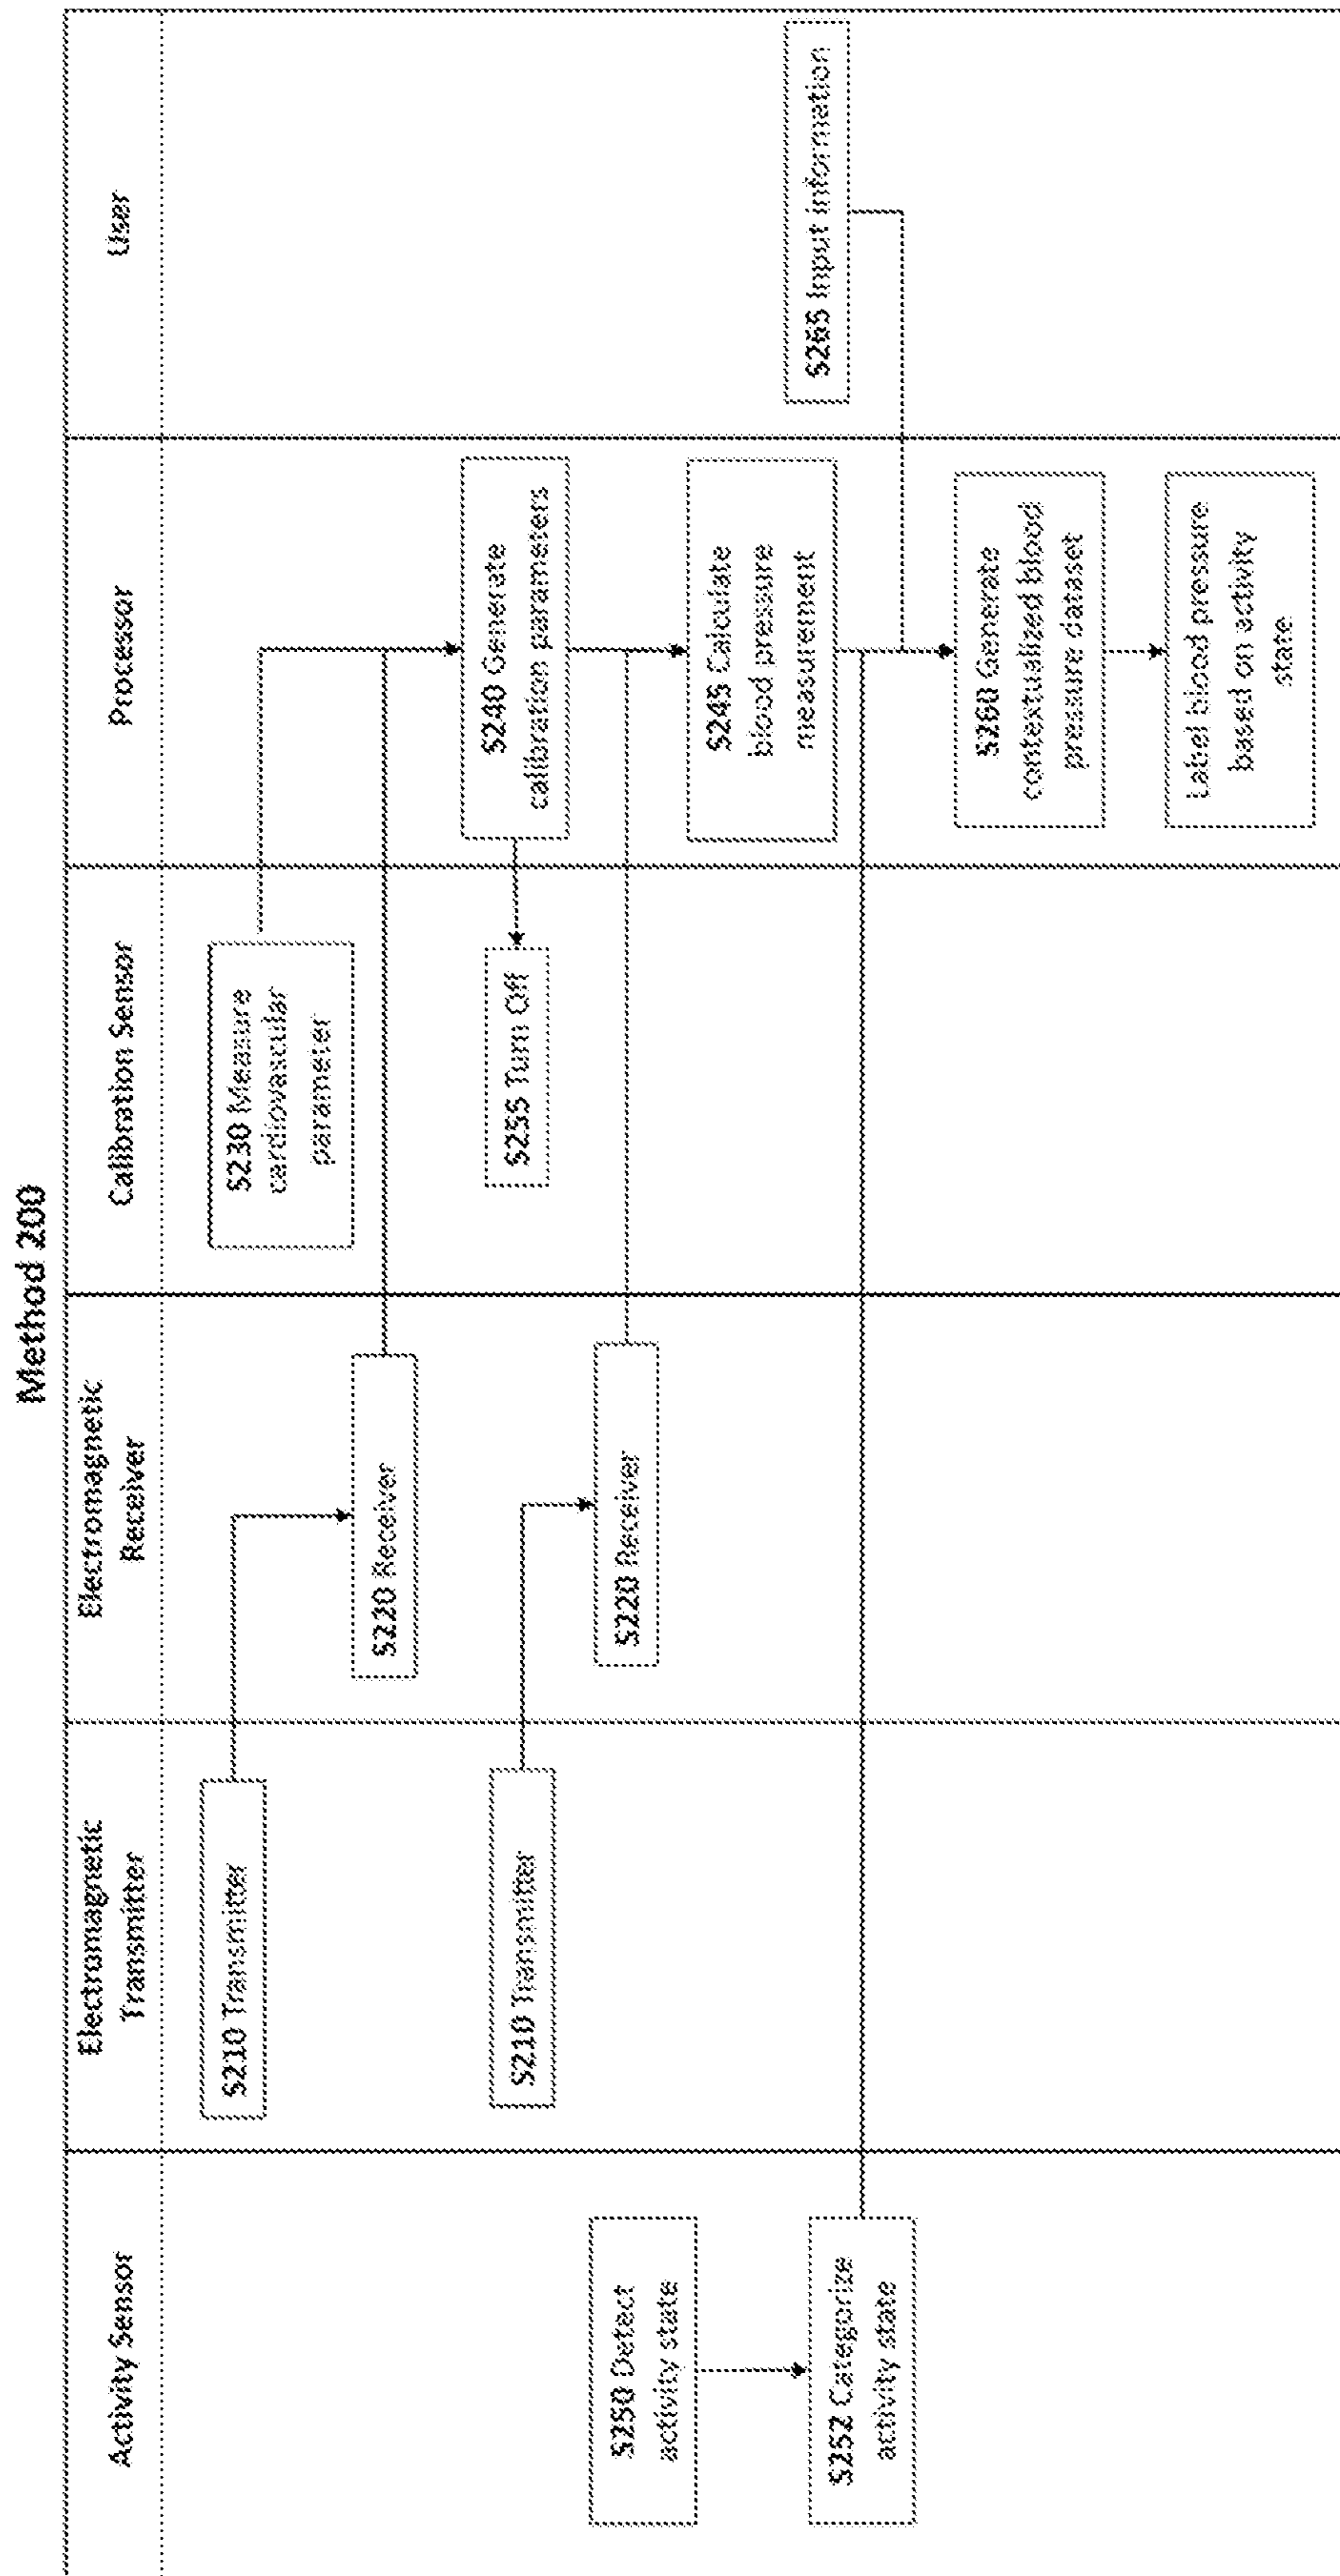 Method 200
Activity Sensor
Electromagnetic
Transmitter
Electromagnetic
Receiver
Calibration Sensor
Processor
User
S210 Transmitter
S230 Measure
cardiovascular
parameter
S220 Receiver
S240 Generate
calibration parameters
S210 Transmitter
S255 Turn Off
S250 Detect
activity state
S220 Receiver
S245 Calculate
blood pressure
measurement
S265 Input information
S252 Categorize
activity state
S260 Generate
contextualized blood
pressure dataset
Label blood pressure
based on activity
state